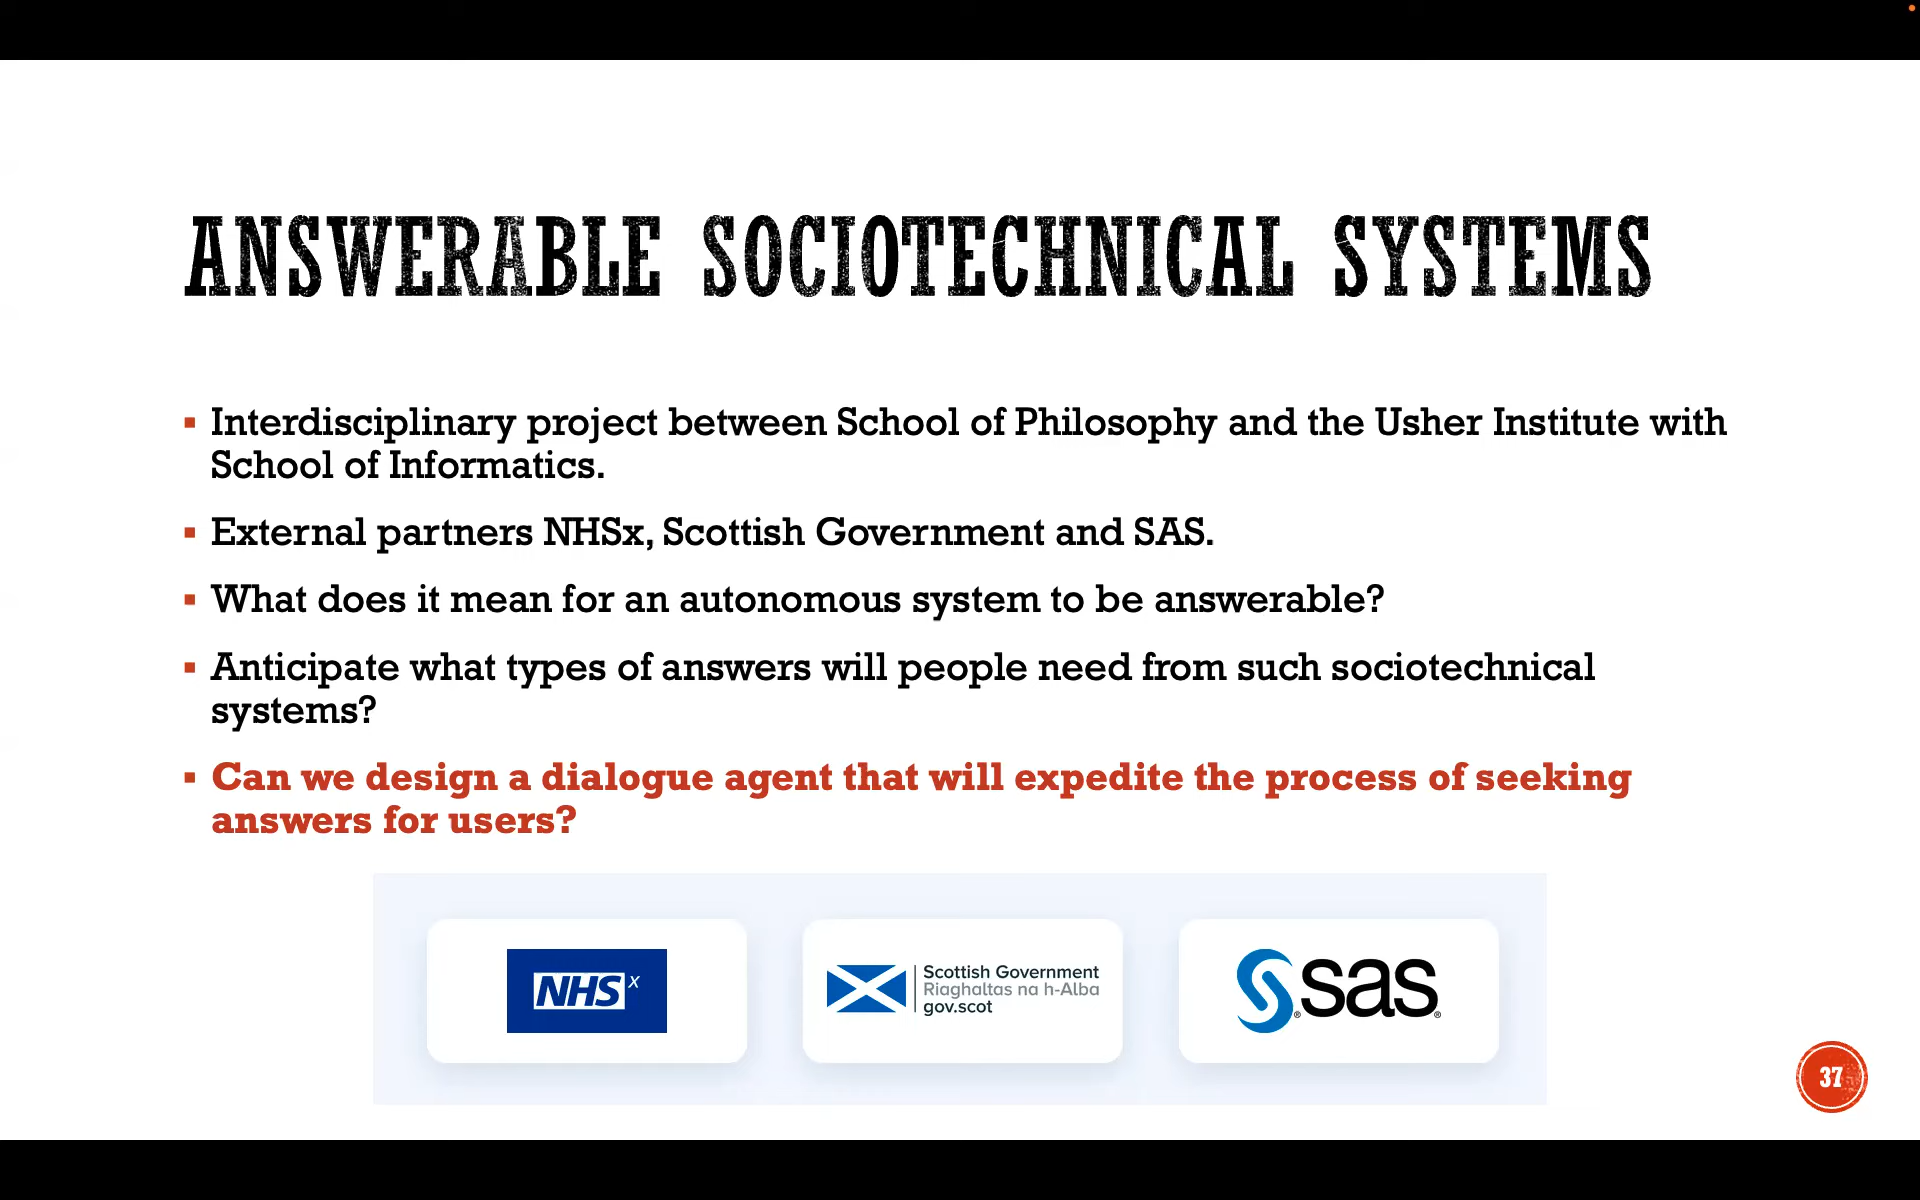 ANSWERABLE SOCIOTECHNICAL SYSTEMS
Interdisciplinary project between School of Philosophy and the Usher Institute with
School of Informatics.
External partners NHSx, Scottish Government and SAS.
What does it mean for an autonomous system to be answerable?
Anticipate what types of answers will people need from such sociotechnical
systems?
Can we design a dialogue agent that will expedite the process of seeking
answers for users?
NHS X
Scottish Government
Riaghaltas na h-Alba
gov.scot
sas
37